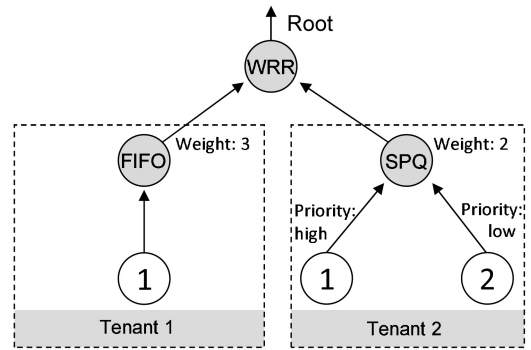 Root
WRR
FIFO
Weight: 3
SPQ
Weight: 2
Priority:
high
Priority:
low
1
1
2
Tenant 1
Tenant 2